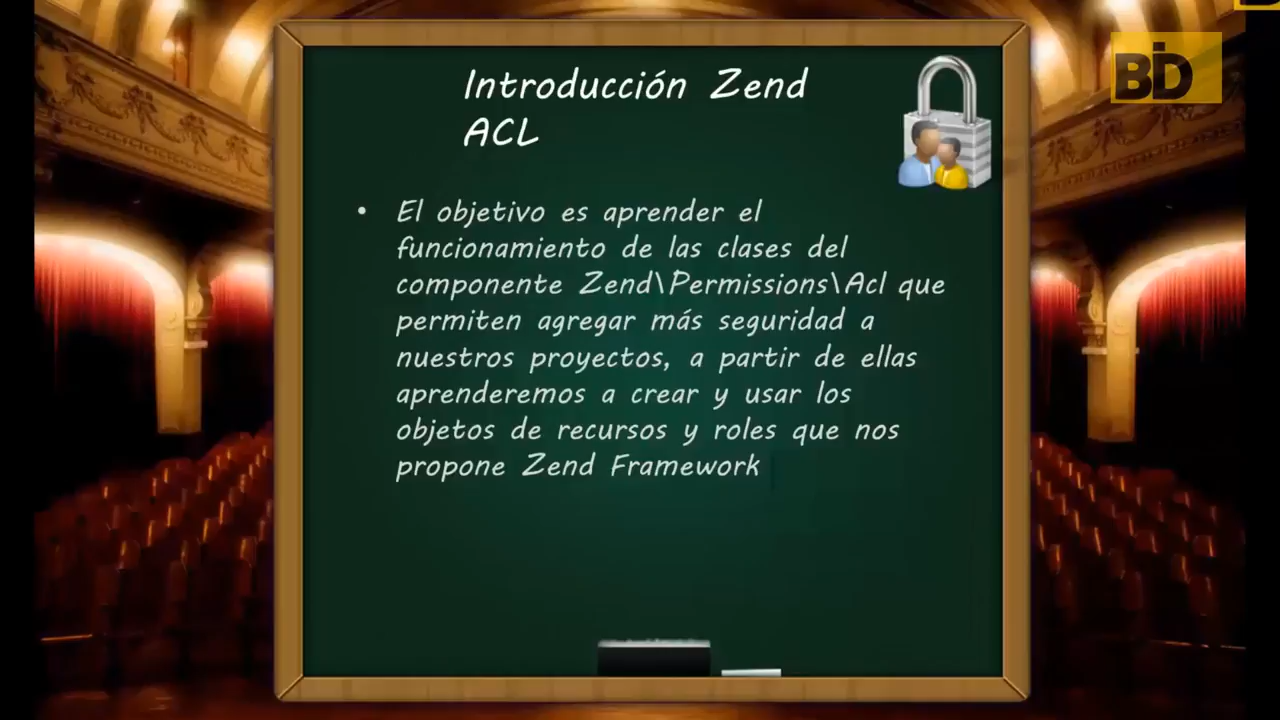 Introducción Zend
ACL
BID
• El objetivo es aprender el
funcionamiento de las clases del
componente Zend\Permissions\Acl que
permiten agregar más seguridad a
nuestros proyectos, a partir de ellas
aprenderemos a crear y usar los
objetos de recursos y roles que nos
propone Zend Framework